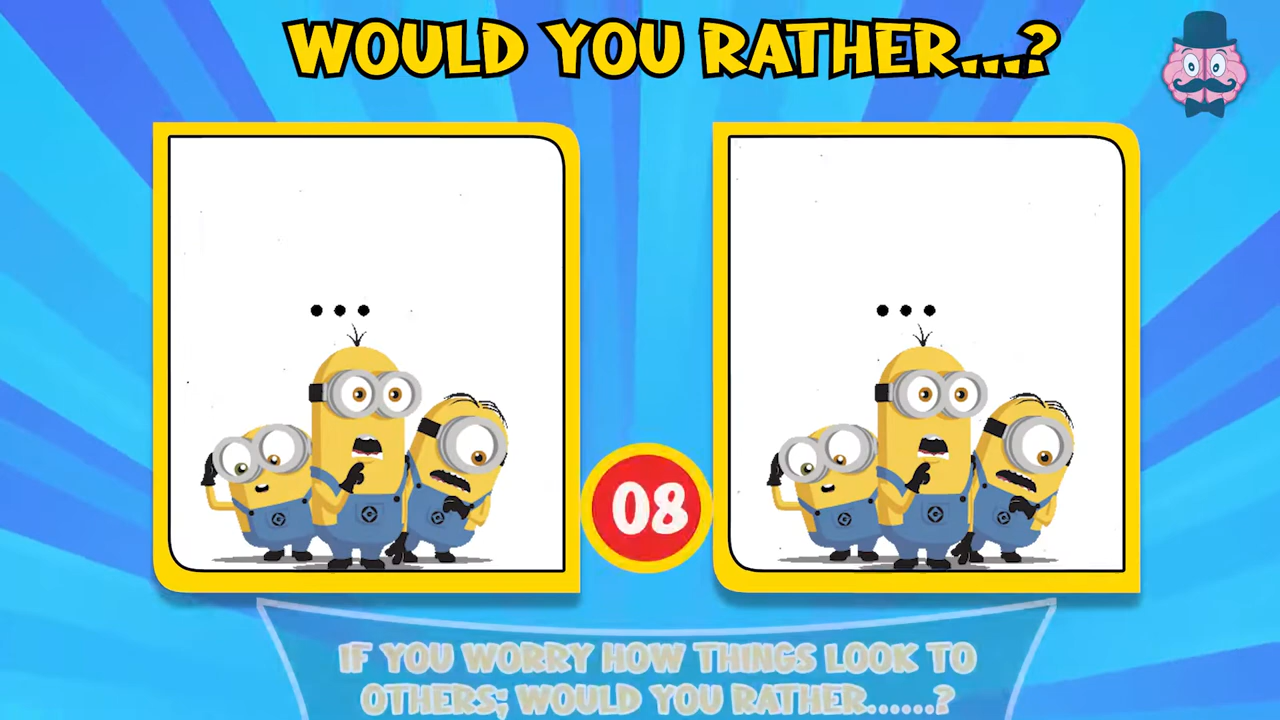 WOULD YOU RATHER...?
...
...
08
IF YOU WORRY HOW THINGS LOOK TO
OTHERS; WOULD YOU RATHER......?